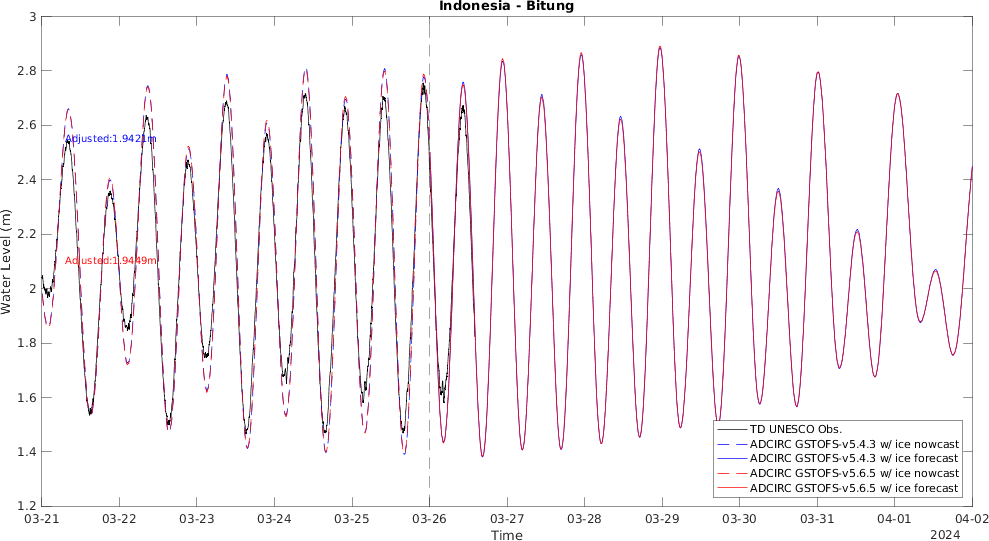 Indonesia - Bitung
Water Level (m)
3
2.8
2.6
2.4
2.2
2
1.8
1.6
1.4
1.2
Adjusted:1.9421m
Adjusted:1.9449m
TD UNESCO Obs.
ADCIRC GSTOFS-v5.4.3 w/ ice nowcast
ADCIRC GSTOFS-v5.4.3 w/ ice forecast
ADCIRC GSTOFS-v5.6.5 w/ ice nowcast
ADCIRC GSTOFS-v5.6.5 w/ ice forecast
03-21 03-22 03-23 03-24 03-25 03-26 03-27 03-28 03-29 03-30 03-31 04-01 04-02
Time
2024